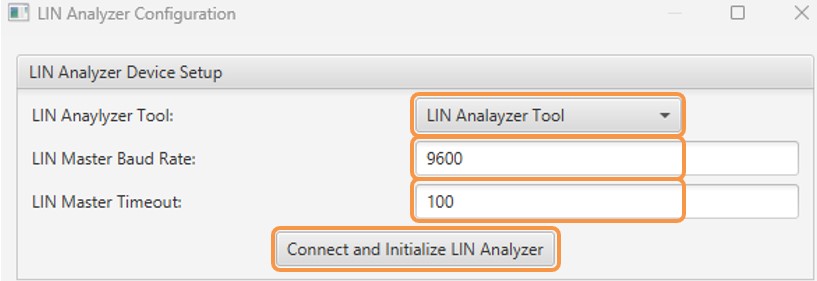 LIN Analyzer Configuration
LIN Analyzer Device Setup
LIN Anaylyzer Tool: LIN Analayzer Tool
LIN Master Baud Rate: 9600
LIN Master Timeout: 100
Connect and Initialize LIN Analyzer